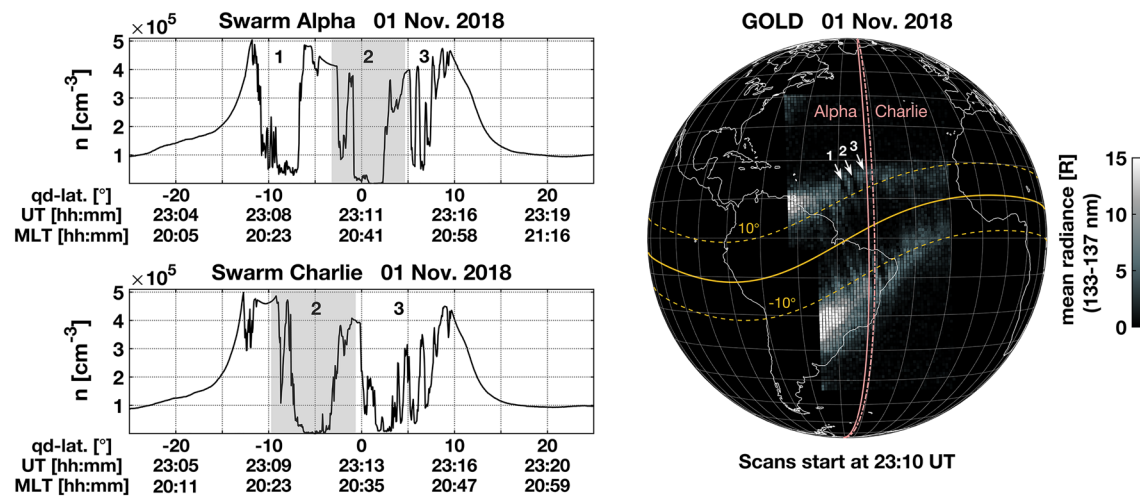 Swarm Alpha 01 Nov. 2018
×10⁵
n [cm⁻³]
5
4
3
2
1
1 2 3
qd-lat. [°] -20 -10 0 10 20
UT [hh:mm] 23:04 23:08 23:11 23:16 23:19
MLT [hh:mm] 20:05 20:23 20:41 20:58 21:16
Swarm Charlie 01 Nov. 2018
×10⁵
n [cm⁻³]
5
4
3
2
1
2 3
qd-lat. [°] -20 -10 0 10 20
UT [hh:mm] 23:05 23:09 23:13 23:16 23:20
MLT [hh:mm] 20:11 20:23 20:35 20:47 20:59
GOLD 01 Nov. 2018
Alpha Charlie
1 2 3
10°
-10°
Scans start at 23:10 UT
mean radiance [R]
(133-137 nm)
15
10
5
0